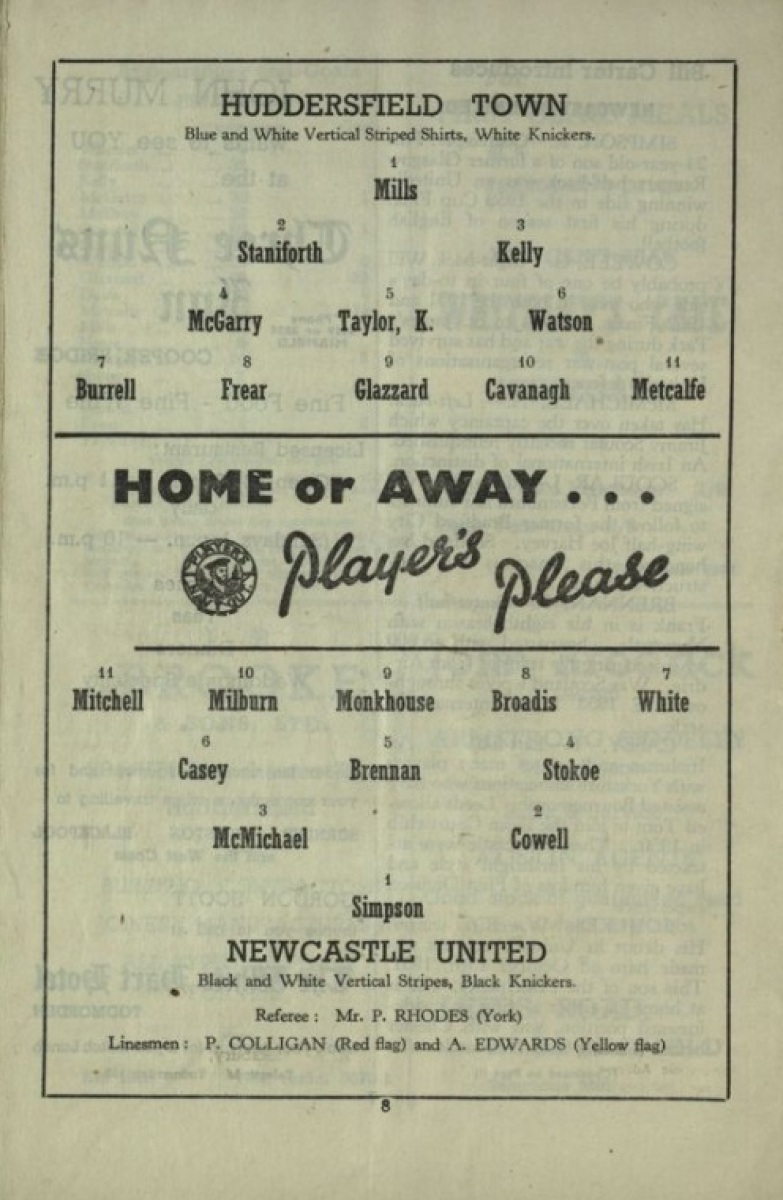 HUDDERSFIELD TOWN
Blue and White Vertical Striped Shirts, White Knickers.
1
Mills
2 3
Staniforth Kelly
4 5 6
McGarry Taylor, K. Watson
7 8 9 10 11
Burrell Frear Glazzard Cavanagh Metcalfe
HOME or AWAY . . .
PLAYER'S
NAVY CUT
Player's Please
11 10 9 8 7
Mitchell Milburn Monkhouse Broadis White
6 5 4
Casey Brennan Stokoe
3 2
McMichael Cowell
1
Simpson
NEWCASTLE UNITED
Black and White Vertical Stripes, Black Knickers.
Referee : Mr. P. RHODES (York)
Linesmen : P. COLLIGAN (Red flag) and A. EDWARDS (Yellow flag)
8